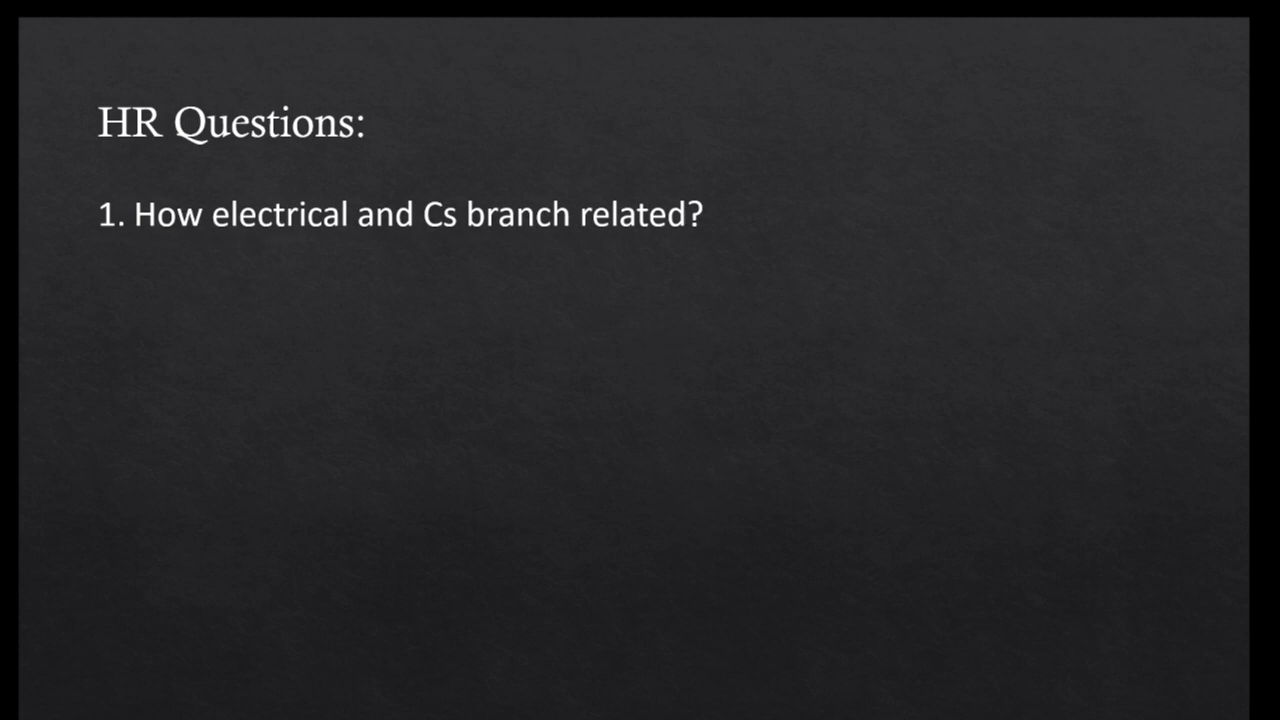 HR Questions:
1. How electrical and Cs branch related?